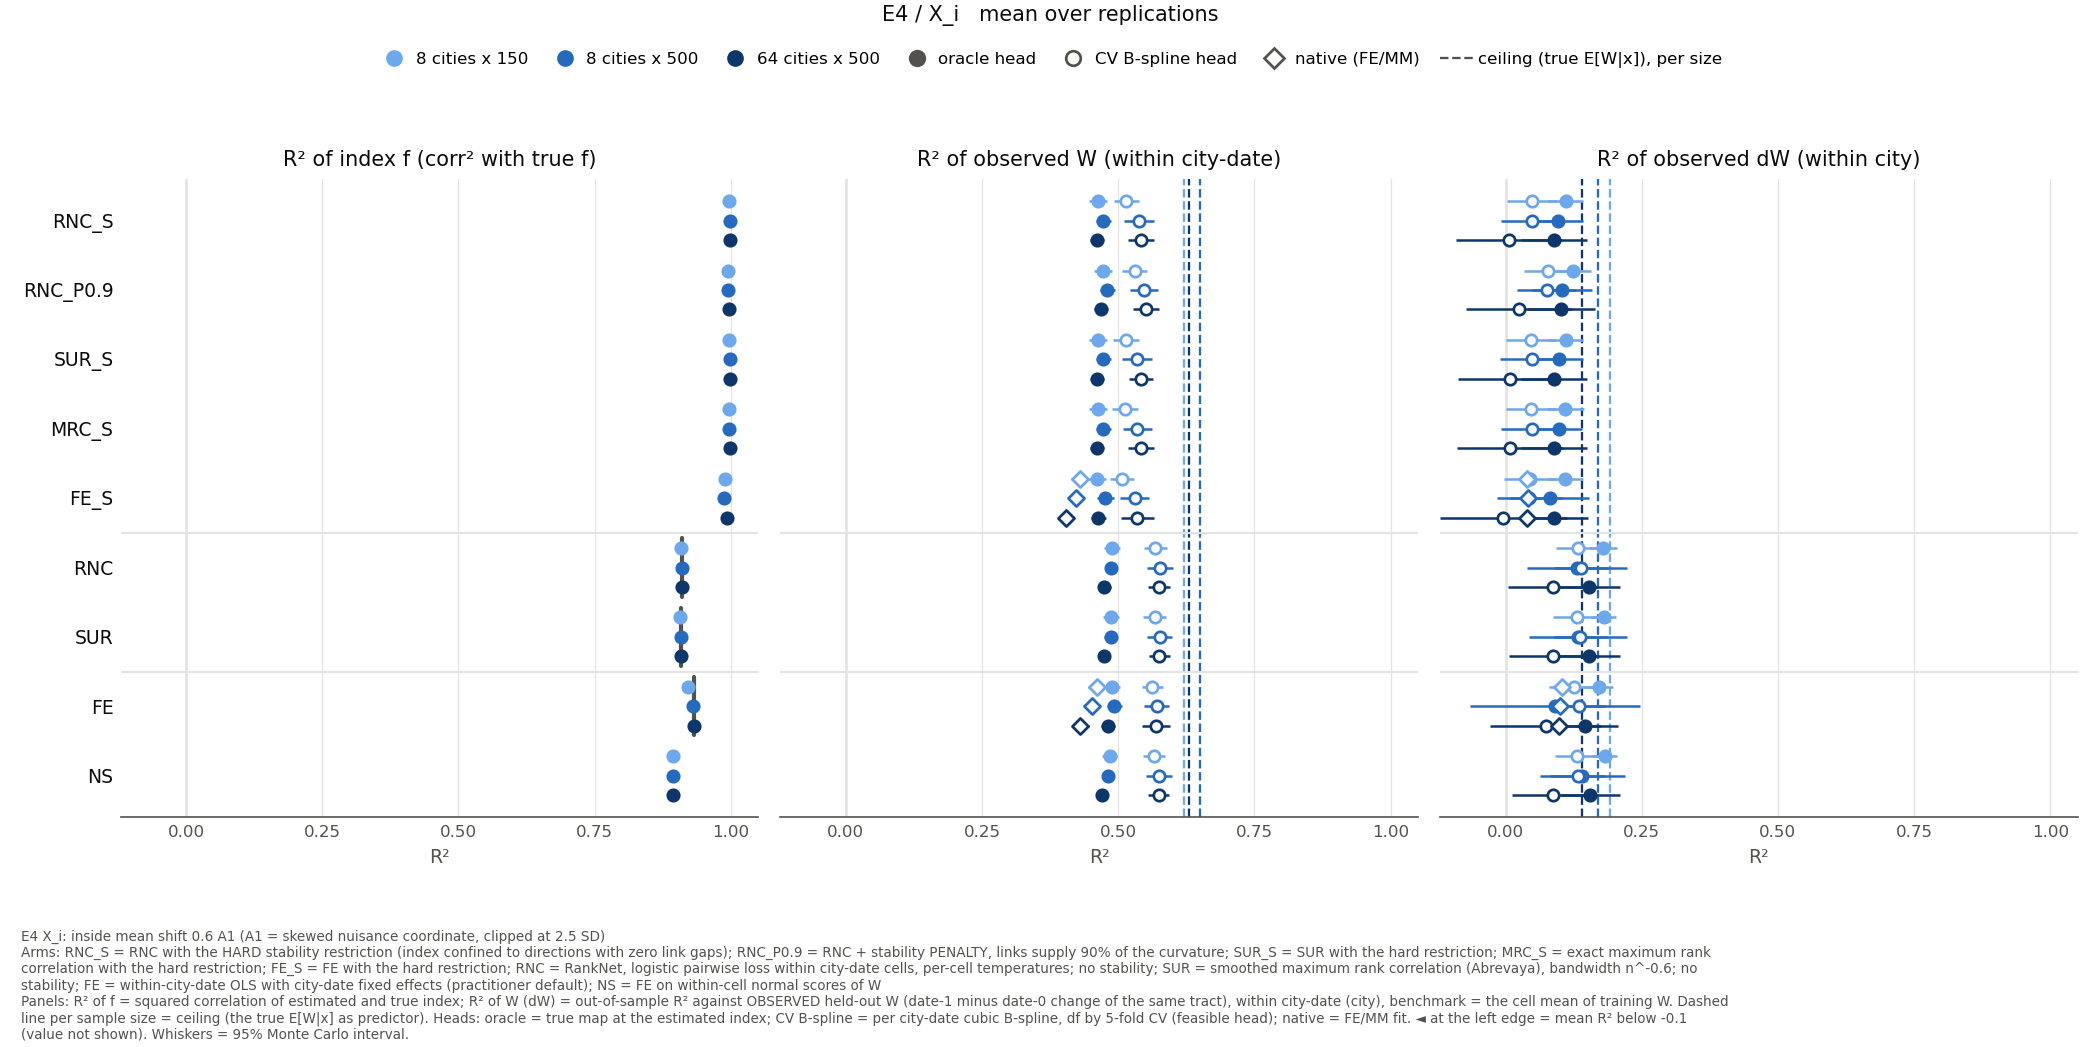 E4 / X_i   mean over replications
8 cities x 150
8 cities x 500
64 cities x 500
oracle head
CV B-spline head
native (FE/MM)
ceiling (true E[W|x]), per size
R² of index f (corr² with true f)
R² of observed W (within city-date)
R² of observed dW (within city)
RNC_S
RNC_P0.9
SUR_S
MRC_S
FE_S
RNC
SUR
FE
NS
0.00 0.25 0.50 0.75 1.00
0.00 0.25 0.50 0.75 1.00
0.00 0.25 0.50 0.75 1.00
R²
R²
R²
E4 X_i: inside mean shift 0.6 A1 (A1 = skewed nuisance coordinate, clipped at 2.5 SD)
Arms: RNC_S = RNC with the HARD stability restriction (index confined to directions with zero link gaps); RNC_P0.9 = RNC + stability PENALTY, links supply 90% of the curvature; SUR_S = SUR with the hard restriction; MRC_S = exact maximum rank
correlation with the hard restriction; FE_S = FE with the hard restriction; RNC = RankNet, logistic pairwise loss within city-date cells, per-cell temperatures; no stability; SUR = smoothed maximum rank correlation (Abrevaya), bandwidth n^-0.6; no
stability; FE = within-city-date OLS with city-date fixed effects (practitioner default); NS = FE on within-cell normal scores of W
Panels: R² of f = squared correlation of estimated and true index; R² of W (dW) = out-of-sample R² against OBSERVED held-out W (date-1 minus date-0 change of the same tract), within city-date (city), benchmark = the cell mean of training W. Dashed
line per sample size = ceiling (the true E[W|x] as predictor). Heads: oracle = true map at the estimated index; CV B-spline = per city-date cubic B-spline, df by 5-fold CV (feasible head); native = FE/MM fit. ◄ at the left edge = mean R² below -0.1
(value not shown). Whiskers = 95% Monte Carlo interval.